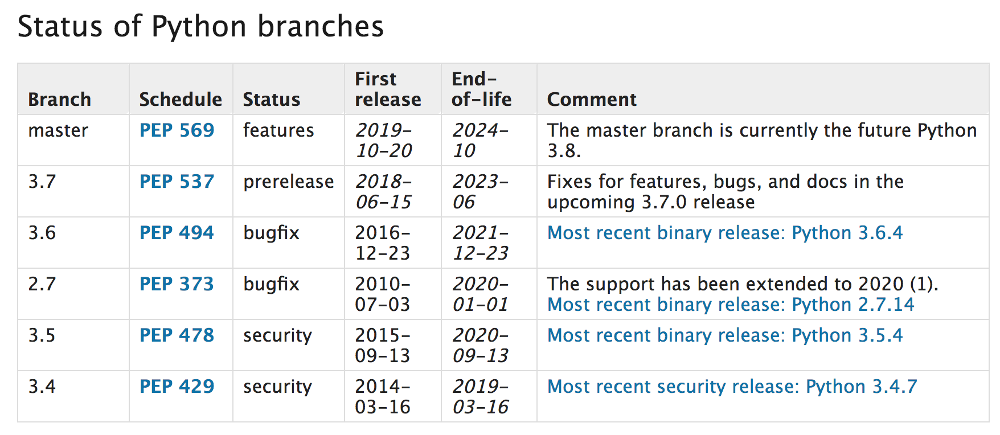 Status of Python branches
Branch Schedule Status First release End-of-life Comment
master PEP 569 features 2019-10-20 2024-10 The master branch is currently the future Python 3.8.
3.7 PEP 537 prerelease 2018-06-15 2023-06 Fixes for features, bugs, and docs in the upcoming 3.7.0 release
3.6 PEP 494 bugfix 2016-12-23 2021-12-23 Most recent binary release: Python 3.6.4
2.7 PEP 373 bugfix 2010-07-03 2020-01-01 The support has been extended to 2020 (1).
Most recent binary release: Python 2.7.14
3.5 PEP 478 security 2015-09-13 2020-09-13 Most recent binary release: Python 3.5.4
3.4 PEP 429 security 2014-03-16 2019-03-16 Most recent security release: Python 3.4.7